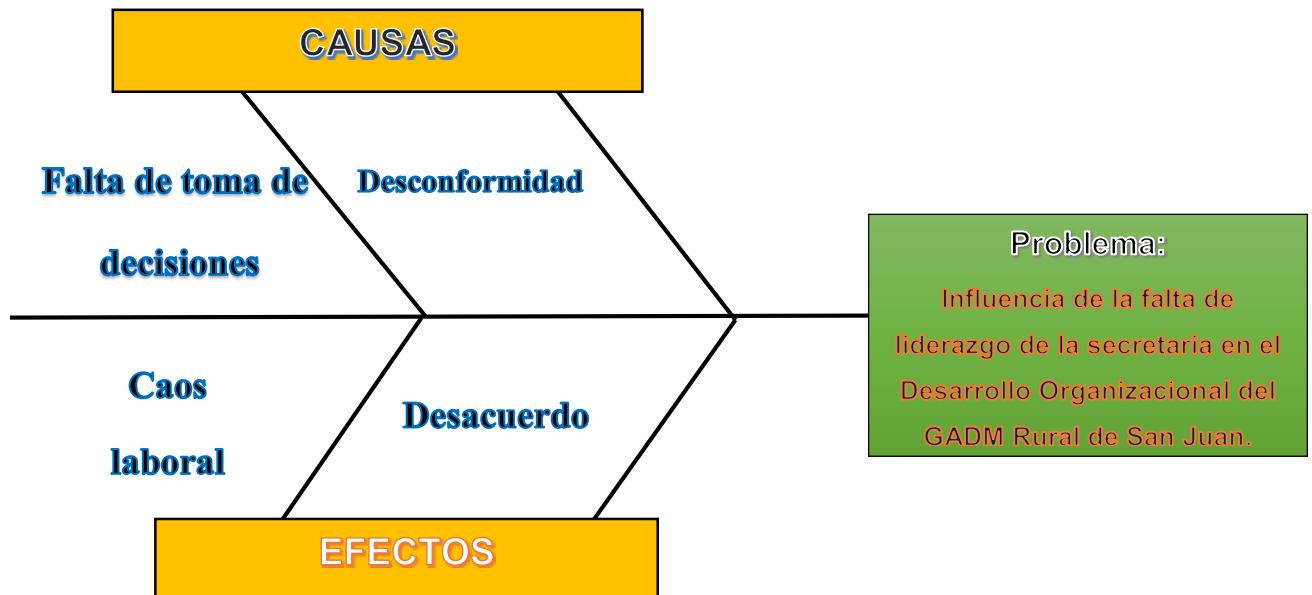 CAUSAS
Falta de toma de
decisiones
Desconformidad
Problema:
Influencia de la falta de
liderazgo de la secretaria en el
Desarrollo Organizacional del
GADM Rural de San Juan.
Caos
laboral
Desacuerdo
EFECTOS